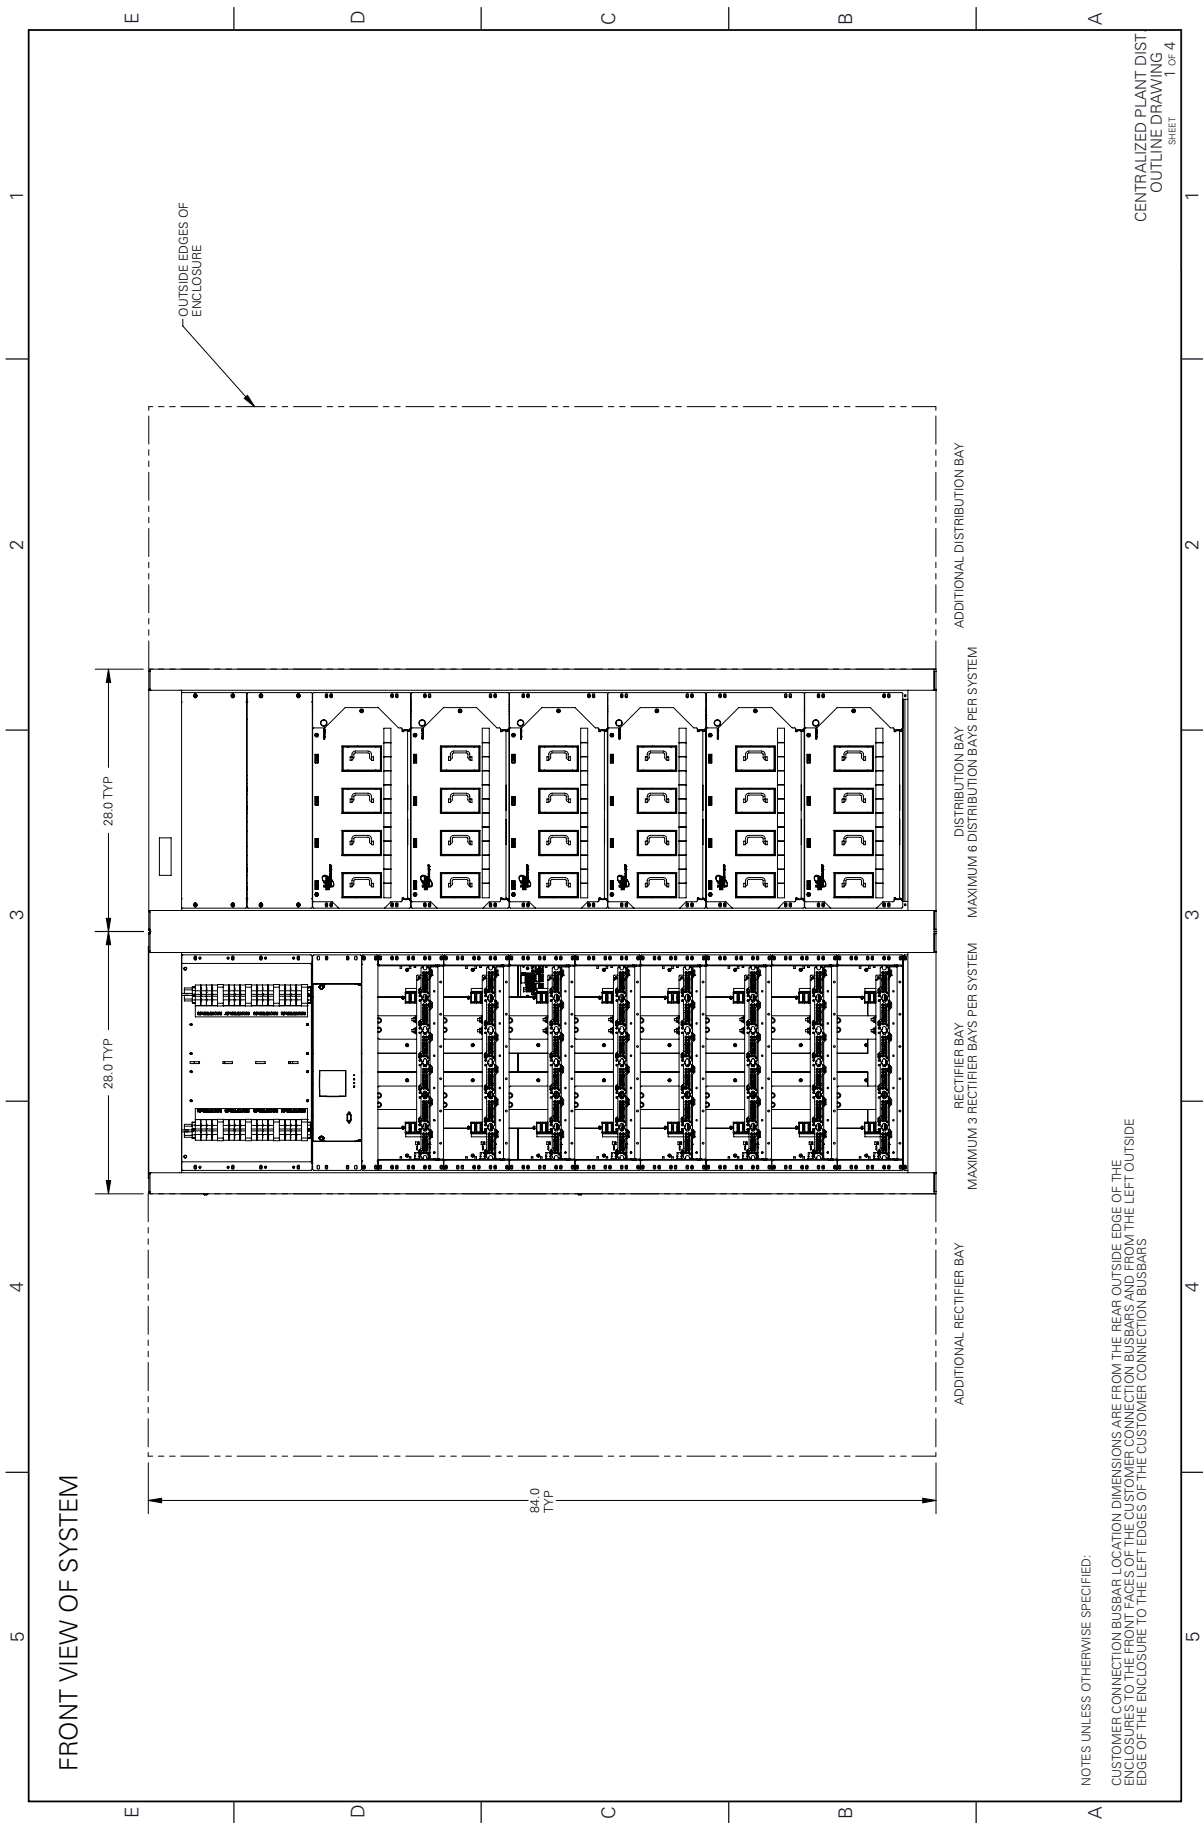 5
4
3
2
1
E
E
FRONT VIEW OF SYSTEM
28.0 TYP
28.0 TYP
OUTSIDE EDGES OF
ENCLOSURE
D
D
84.0
TYP
C
C
B
B
ADDITIONAL RECTIFIER BAY
RECTIFIER BAY
MAXIMUM 3 RECTIFIER BAYS PER SYSTEM
DISTRIBUTION BAY
MAXIMUM 6 DISTRIBUTION BAYS PER SYSTEM
ADDITIONAL DISTRIBUTION BAY
A
A
NOTES UNLESS OTHERWISE SPECIFIED:
CUSTOMER CONNECTION BUSBAR LOCATION DIMENSIONS ARE FROM THE REAR OUTSIDE EDGE OF THE
ENCLOSURES TO THE FRONT FACES OF THE CUSTOMER CONNECTION BUSBARS AND FROM THE LEFT OUTSIDE
EDGE OF THE ENCLOSURE TO THE LEFT EDGES OF THE CUSTOMER CONNECTION BUSBARS
CENTRALIZED PLANT DIST.
OUTLINE DRAWING
SHEET 1 OF 4
5
4
3
2
1